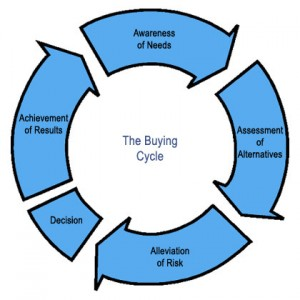 Awareness
of Needs
Achievement
of Results
The Buying
Cycle
Assessment
of
Alternatives
Decision
Alleviation
of Risk